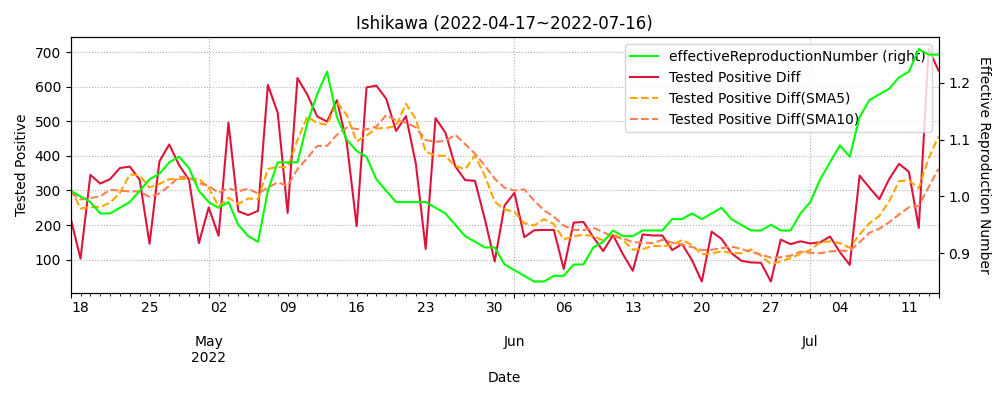 Ishikawa (2022-04-17~2022-07-16)
effectiveReproductionNumber (right)
Tested Positive Diff
Tested Positive Diff(SMA5)
Tested Positive Diff(SMA10)
Tested Positive
700
600
500
400
300
200
100
Effective Reproduction Number
1.2
1.1
1.0
0.9
18 25 02 09 16 23 30 06 13 20 27 04 11
May Jun Jul
2022
Date